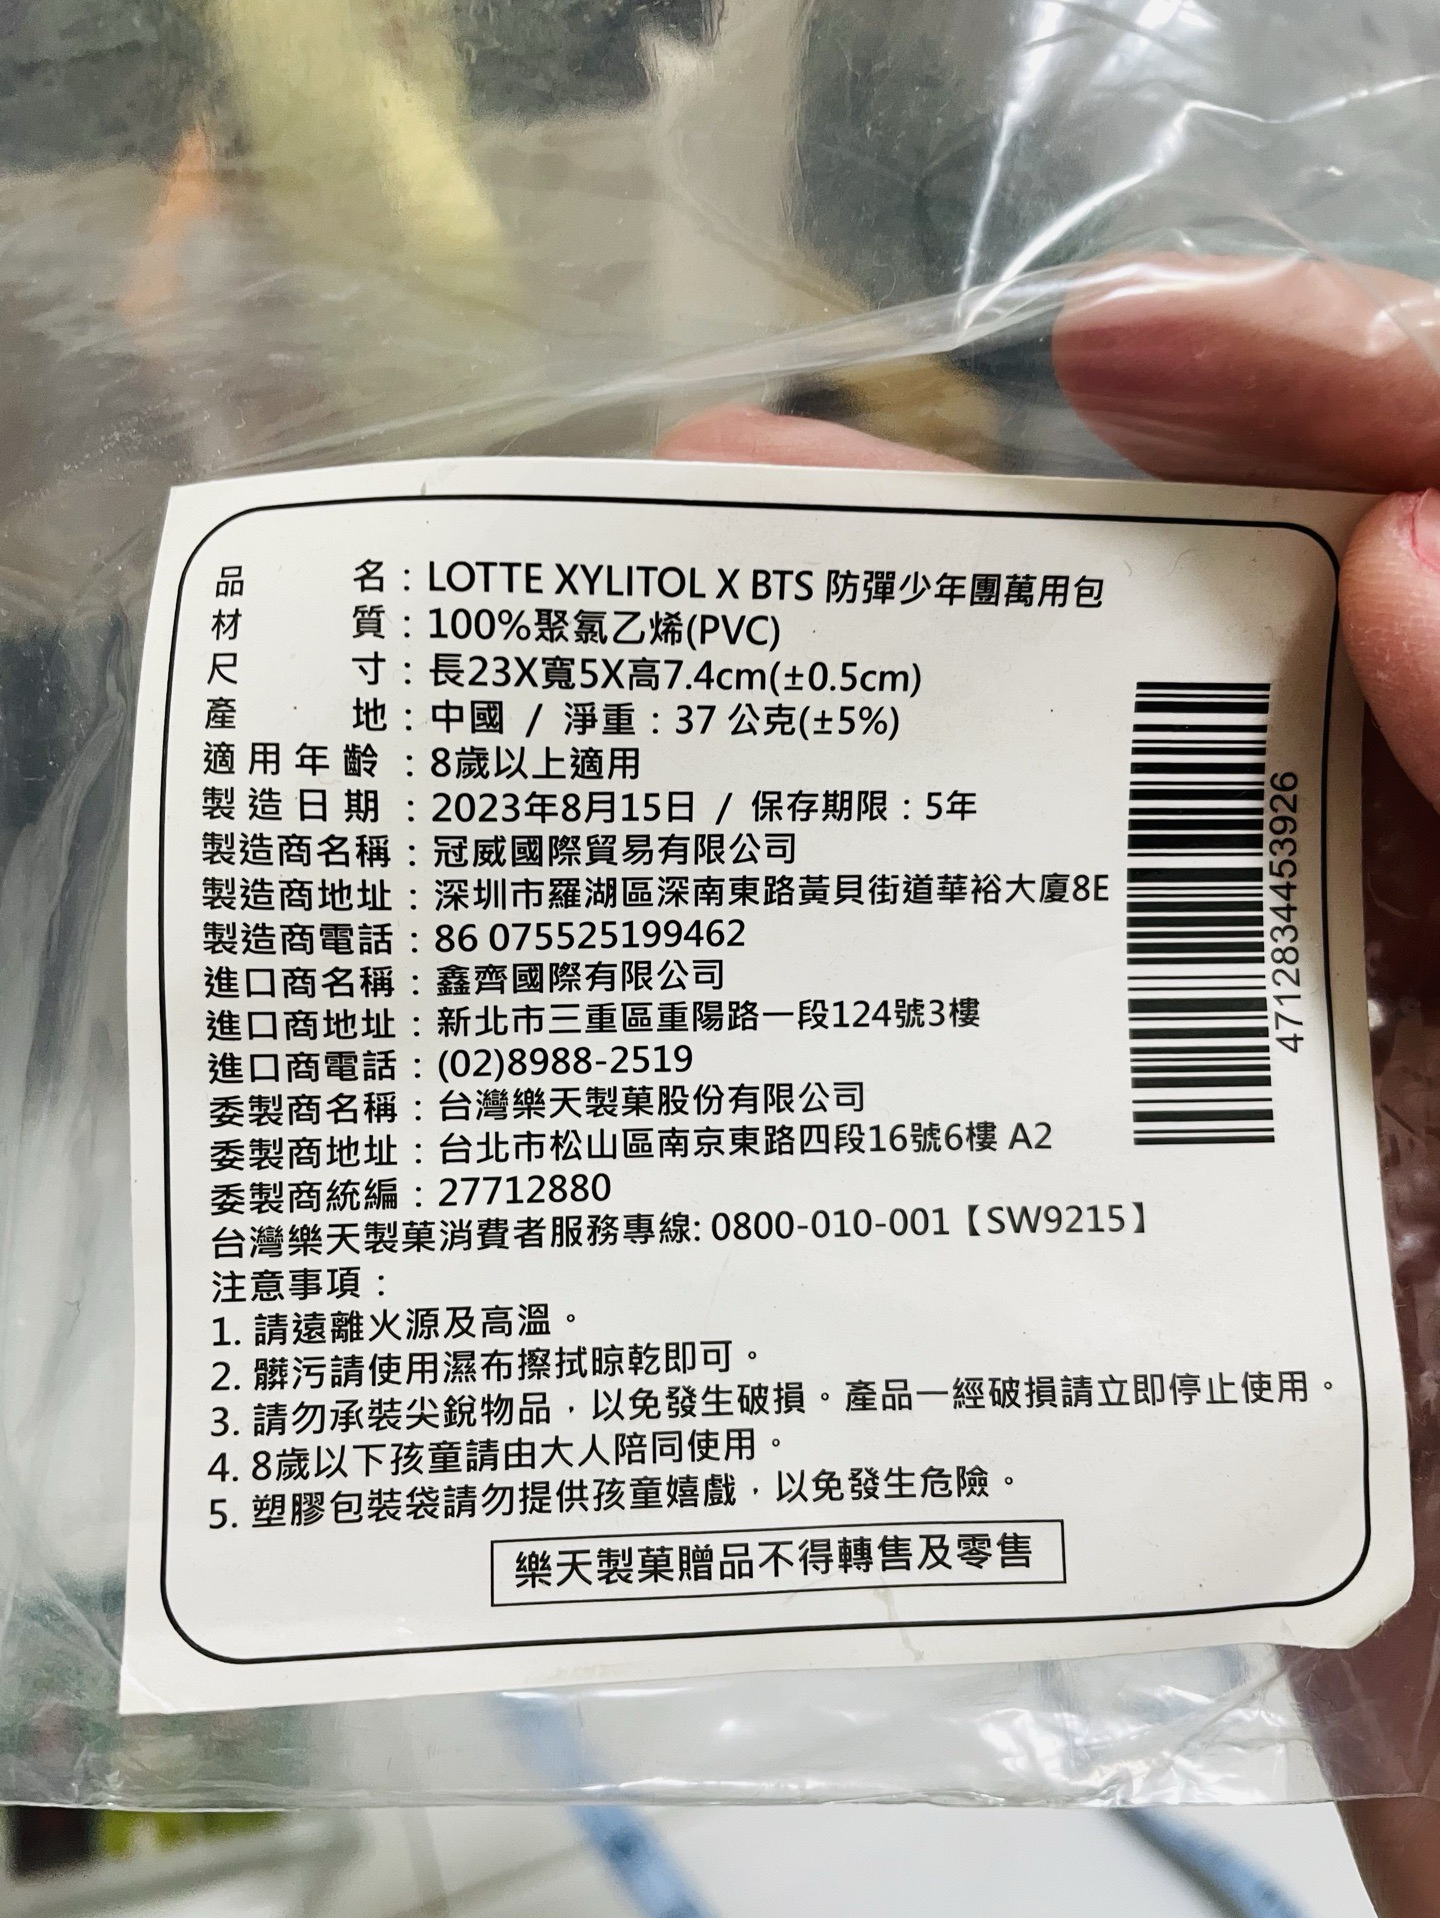 品名：LOTTE XYLITOL X BTS 防彈少年團萬用包
材質：100%聚氯乙烯(PVC)
尺寸：長23X寬5X高7.4cm(±0.5cm)
產地：中國 / 淨重：37 公克(±5%)
適用年齡：8歲以上適用
製造日期：2023年8月15日 / 保存期限：5年
製造商名稱：冠威國際貿易有限公司
製造商地址：深圳市羅湖區深南東路黃貝街道華裕大廈8E
製造商電話：86 075525199462
進口商名稱：鑫齊國際有限公司
進口商地址：新北市三重區重陽路一段124號3樓
進口商電話：(02)8988-2519
委製商名稱：台灣樂天製菓股份有限公司
委製商地址：台北市松山區南京東路四段16號6樓 A2
委製商統編：27712880
台灣樂天製菓消費者服務專線: 0800-010-001【SW9215】
注意事項：
1. 請遠離火源及高溫。
2. 髒污請使用濕布擦拭晾乾即可。
3. 請勿承裝尖銳物品，以免發生破損。產品一經破損請立即停止使用。
4. 8歲以下孩童請由大人陪同使用。
5. 塑膠包裝袋請勿提供孩童嬉戲，以免發生危險。
樂天製菓贈品不得轉售及零售
4712834453926